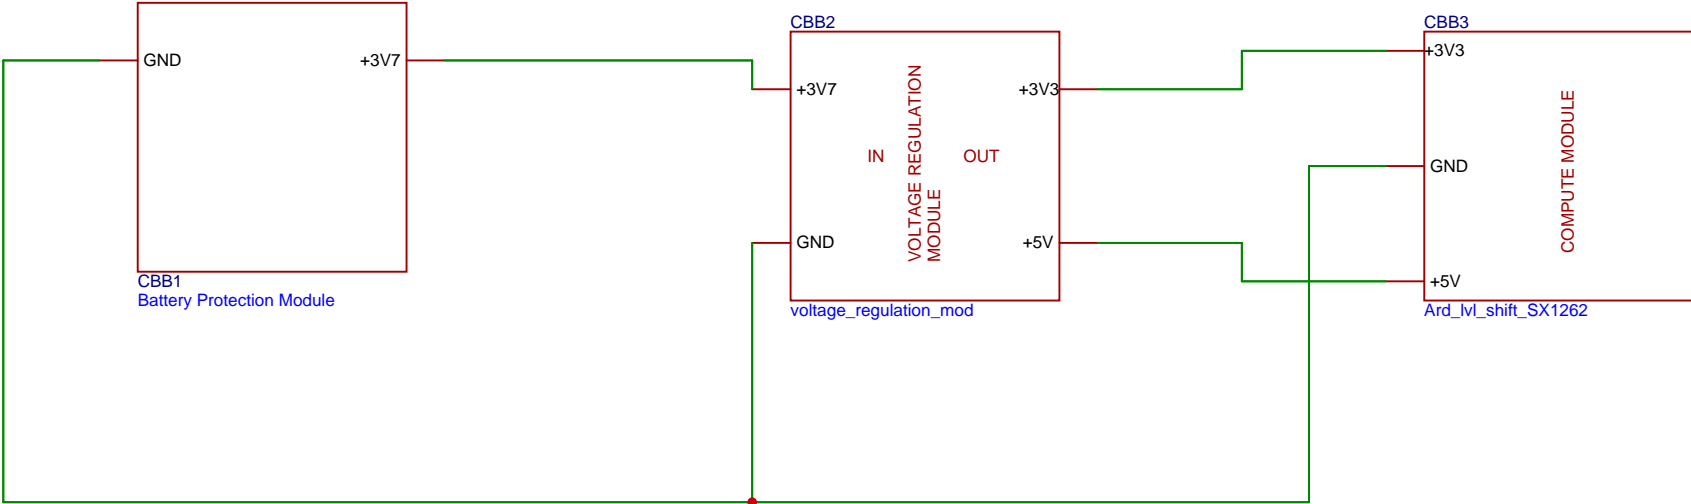 GND
+3V7
CBB1
Battery Protection Module
CBB2
+3V7
+3V3
IN
VOLTAGE REGULATION
MODULE
OUT
GND
+5V
voltage_regulation_mod
CBB3
+3V3
GND
COMPUTE MODULE
+5V
Ard_lvl_shift_SX1262